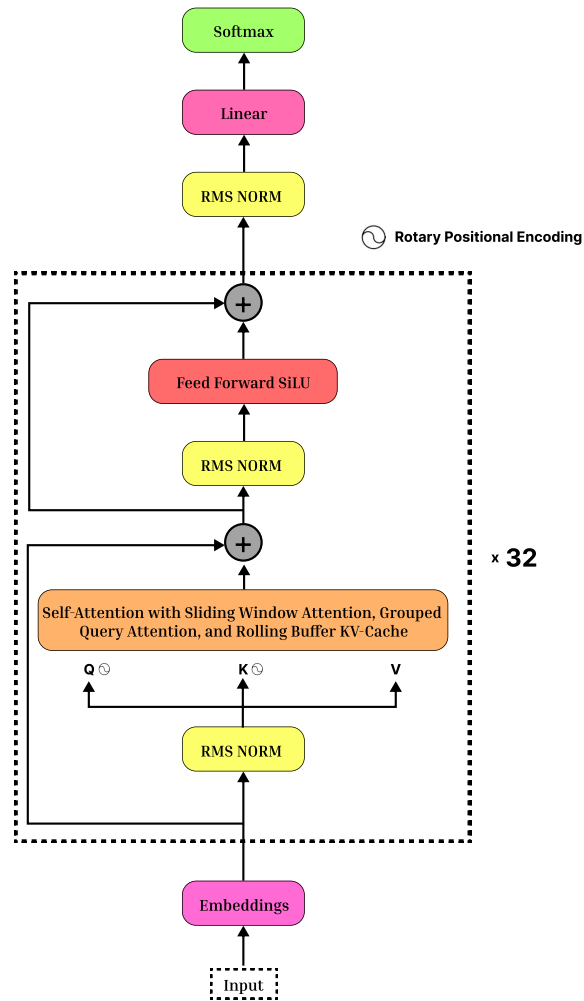 Softmax
Linear
RMS NORM
Rotary Positional Encoding
+
Feed Forward SiLU
RMS NORM
+
x 32
Self-Attention with Sliding Window Attention, Grouped
Query Attention, and Rolling Buffer KV-Cache
Q K V
RMS NORM
Embeddings
Input